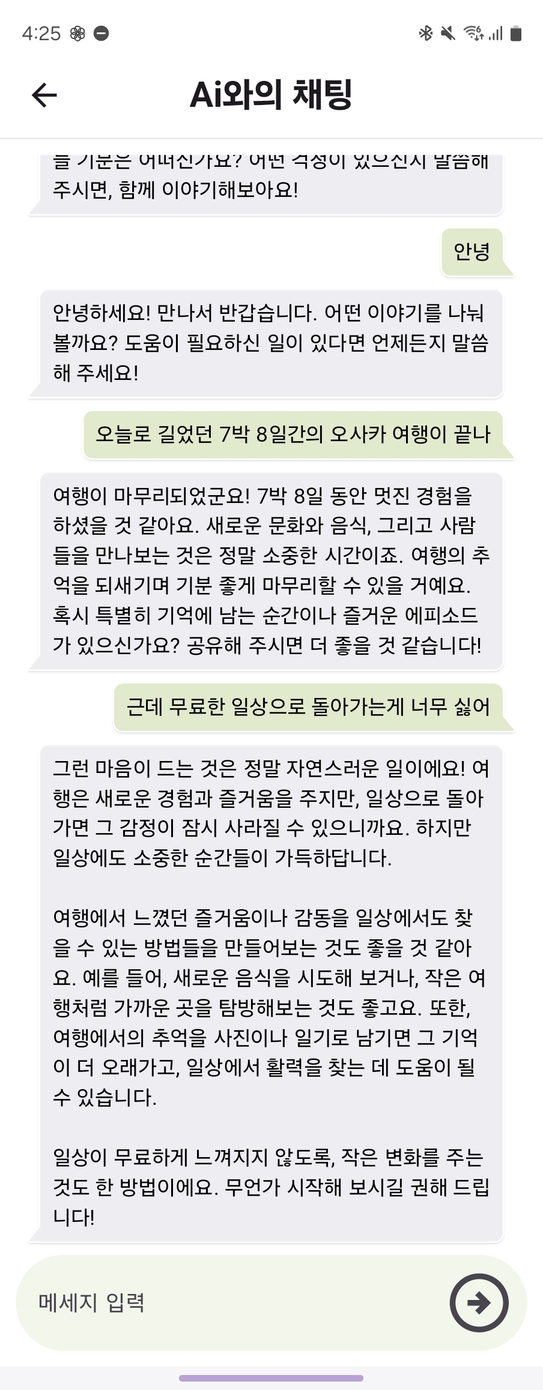 4:25
Ai와의 채팅
들 기분은 어떠신가요? 어떤 걱정이 있으신지 말씀해
주시면, 함께 이야기해보아요!
안녕
안녕하세요! 만나서 반갑습니다. 어떤 이야기를 나눠
볼까요? 도움이 필요하신 일이 있다면 언제든지 말씀
해 주세요!
오늘로 길었던 7박 8일간의 오사카 여행이 끝나
여행이 마무리되었군요! 7박 8일 동안 멋진 경험을
하셨을 것 같아요. 새로운 문화와 음식, 그리고 사람
들을 만나보는 것은 정말 소중한 시간이죠. 여행의 추
억을 되새기며 기분 좋게 마무리할 수 있을 거예요.
혹시 특별히 기억에 남는 순간이나 즐거운 에피소드
가 있으신가요? 공유해 주시면 더 좋을 것 같습니다!
근데 무료한 일상으로 돌아가는게 너무 싫어
그런 마음이 드는 것은 정말 자연스러운 일이에요! 여
행은 새로운 경험과 즐거움을 주지만, 일상으로 돌아
가면 그 감정이 잠시 사라질 수 있으니까요. 하지만
일상에도 소중한 순간들이 가득하답니다.
여행에서 느꼈던 즐거움이나 감동을 일상에서도 찾
을 수 있는 방법들을 만들어보는 것도 좋을 것 같아
요. 예를 들어, 새로운 음식을 시도해 보거나, 작은 여
행처럼 가까운 곳을 탐방해보는 것도 좋고요. 또한,
여행에서의 추억을 사진이나 일기로 남기면 그 기억
이 더 오래가고, 일상에서 활력을 찾는 데 도움이 될
수 있습니다.
일상이 무료하게 느껴지지 않도록, 작은 변화를 주는
것도 한 방법이에요. 무언가 시작해 보시길 권해 드립
니다!
메세지 입력